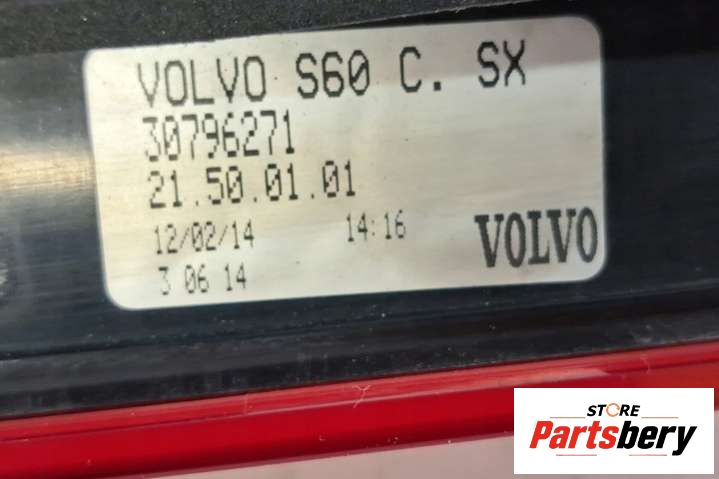 VOLVO S60 C. SX
30796271
21.50.01.01
12/02/14 14:16
3 06 14
VOLVO
STORE
Partsbery